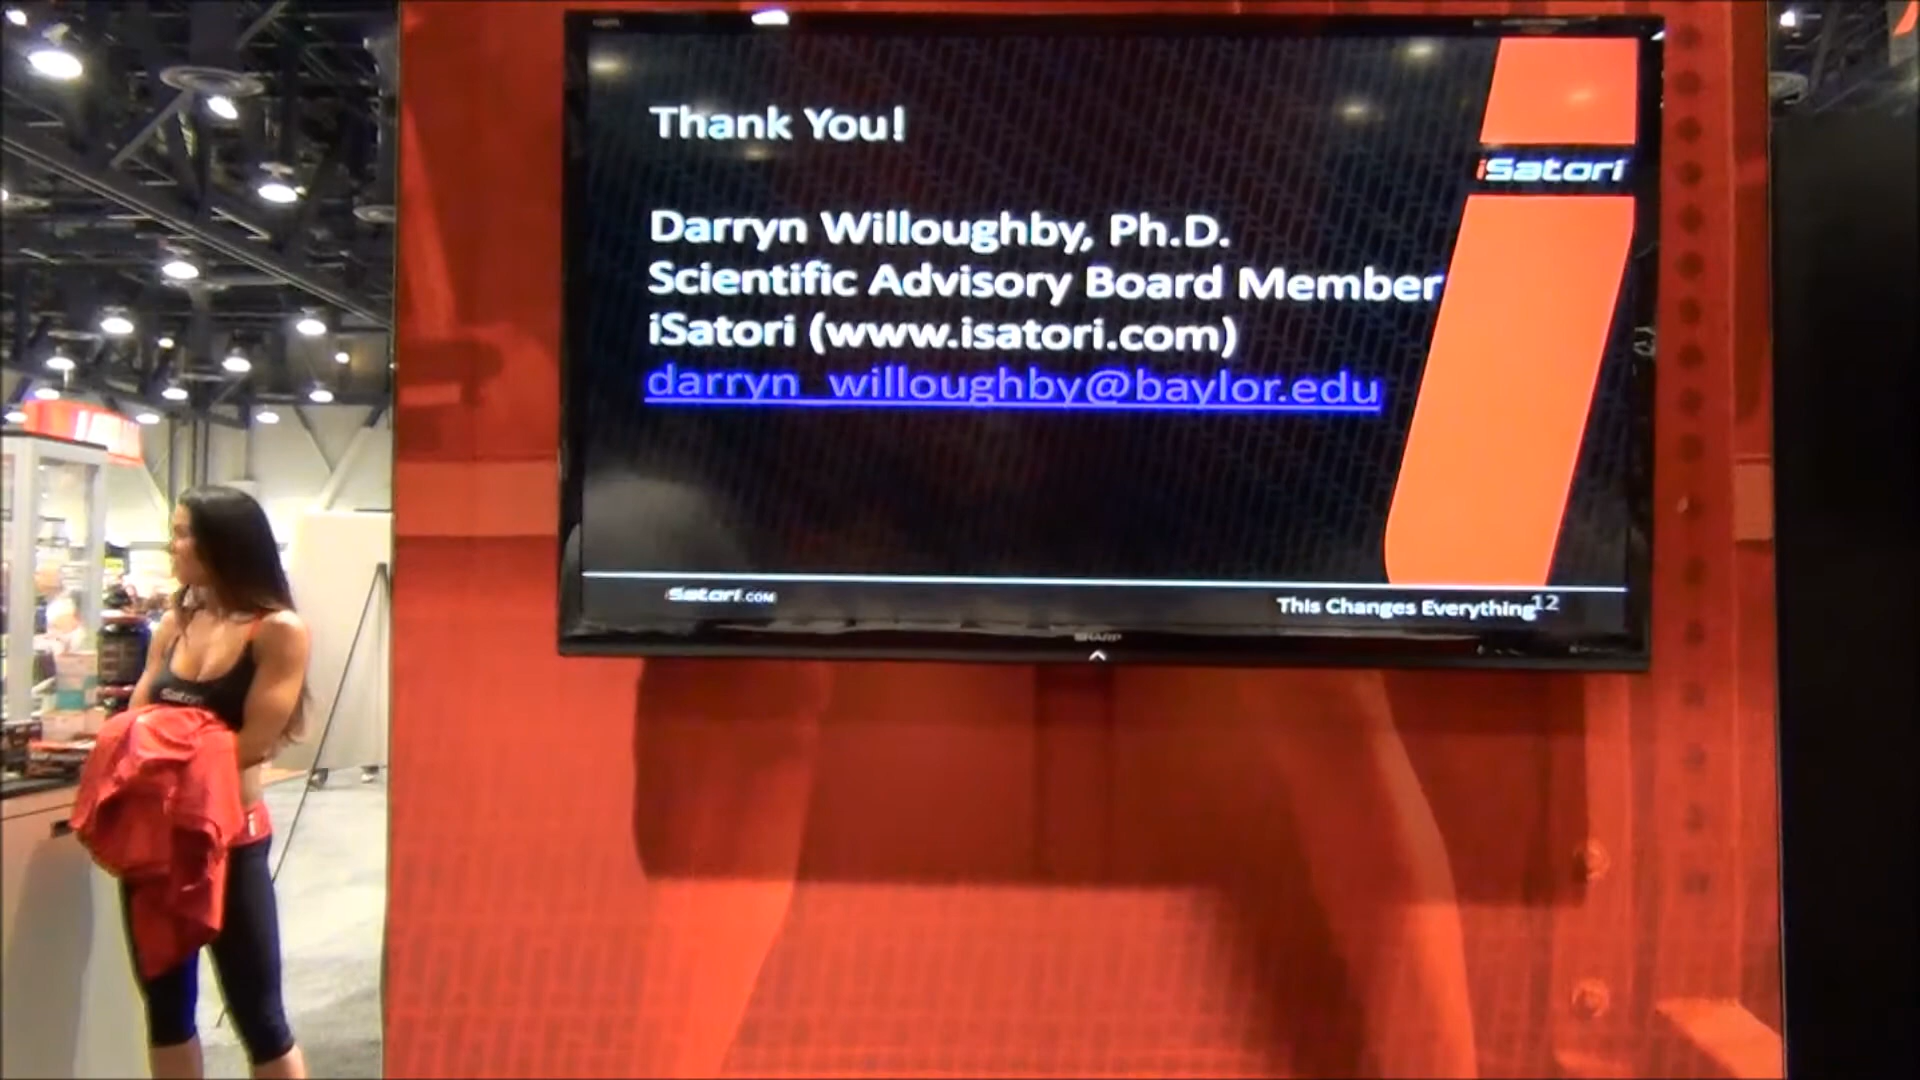 Thank You!
iSatori
Darryn Willoughby, Ph.D.
Scientific Advisory Board Member
iSatori (www.isatori.com)
darryn_willoughby@baylor.edu
iSatori.COM
This Changes Everything 12
SHARP